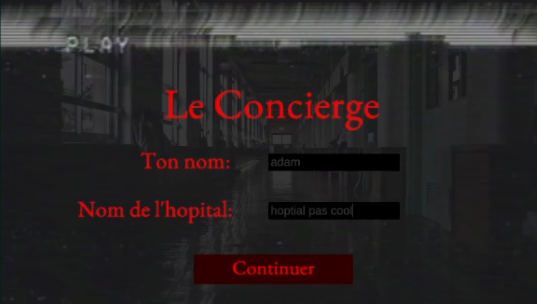 PLAY
Le Concierge
Ton nom: adam
Nom de l'hopital: hoptial pas cool
Continuer